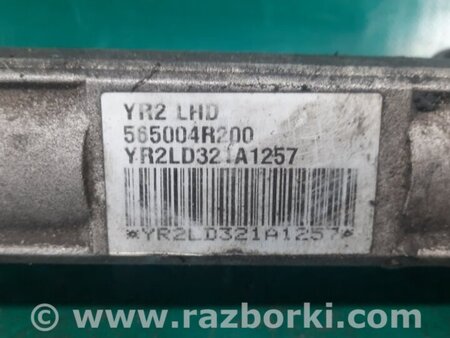 YR2 LHD
565004R200
YR2LD321A1257
*YR2LD321A1257*
© www.razborki.com